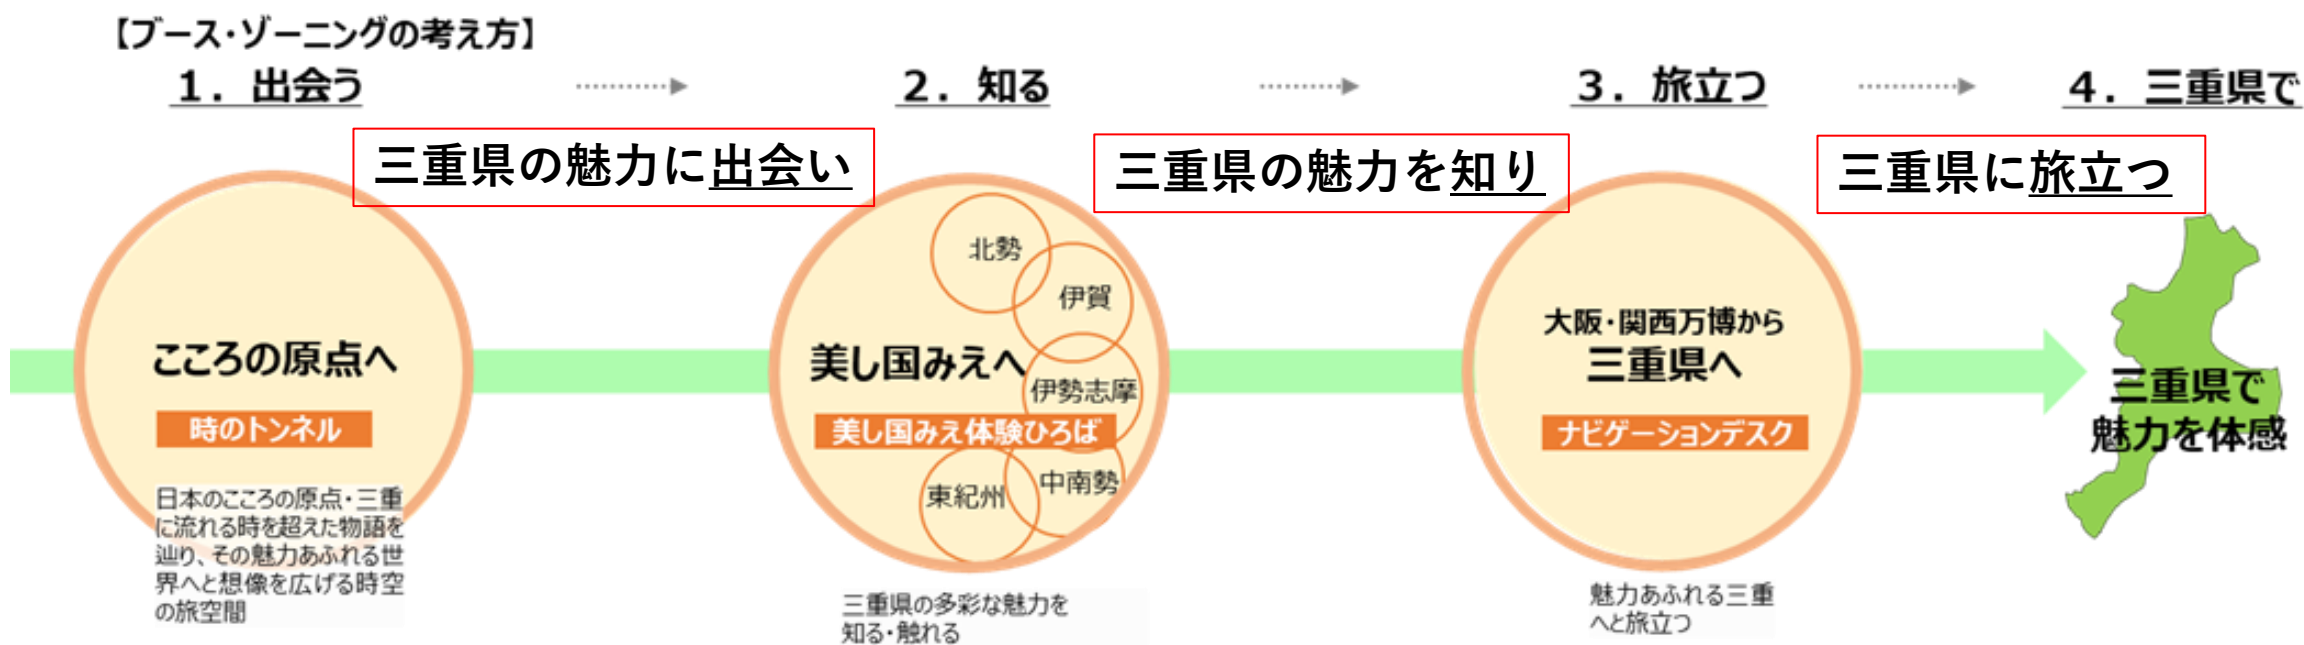 【ブース・ゾーニングの考え方】
１．出会う
２．知る
３．旅立つ
４．三重県で
三重県の魅力に出会い
三重県の魅力を知り
三重県に旅立つ
こころの原点へ
時のトンネル
日本のこころの原点・三重
に流れる時を超えた物語を
辿り、その魅力あふれる世
界へと想像を広げる時空
の旅空間
北勢
伊賀
美し国みえへ
伊勢志摩
美し国みえ体験ひろば
中南勢
東紀州
三重県の多彩な魅力を
知る・触れる
大阪・関西万博から
三重県へ
ナビゲーションデスク
魅力あふれる三重
へと旅立つ
三重県で
魅力を体感